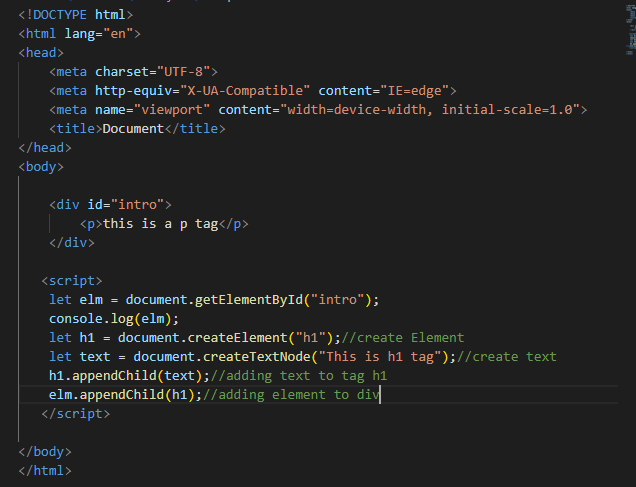 <!DOCTYPE html>
<html lang="en">
<head>
    <meta charset="UTF-8">
    <meta http-equiv="X-UA-Compatible" content="IE=edge">
    <meta name="viewport" content="width=device-width, initial-scale=1.0">
    <title>Document</title>
</head>
<body>

    <div id="intro">
        <p>this is a p tag</p>
    </div>

   <script>
    let elm = document.getElementById("intro");
    console.log(elm);
    let h1 = document.createElement("h1");//create Element
    let text = document.createTextNode("This is h1 tag");//create text
    h1.appendChild(text);//adding text to tag h1
    elm.appendChild(h1);//adding element to div
   </script>

</body>
</html>